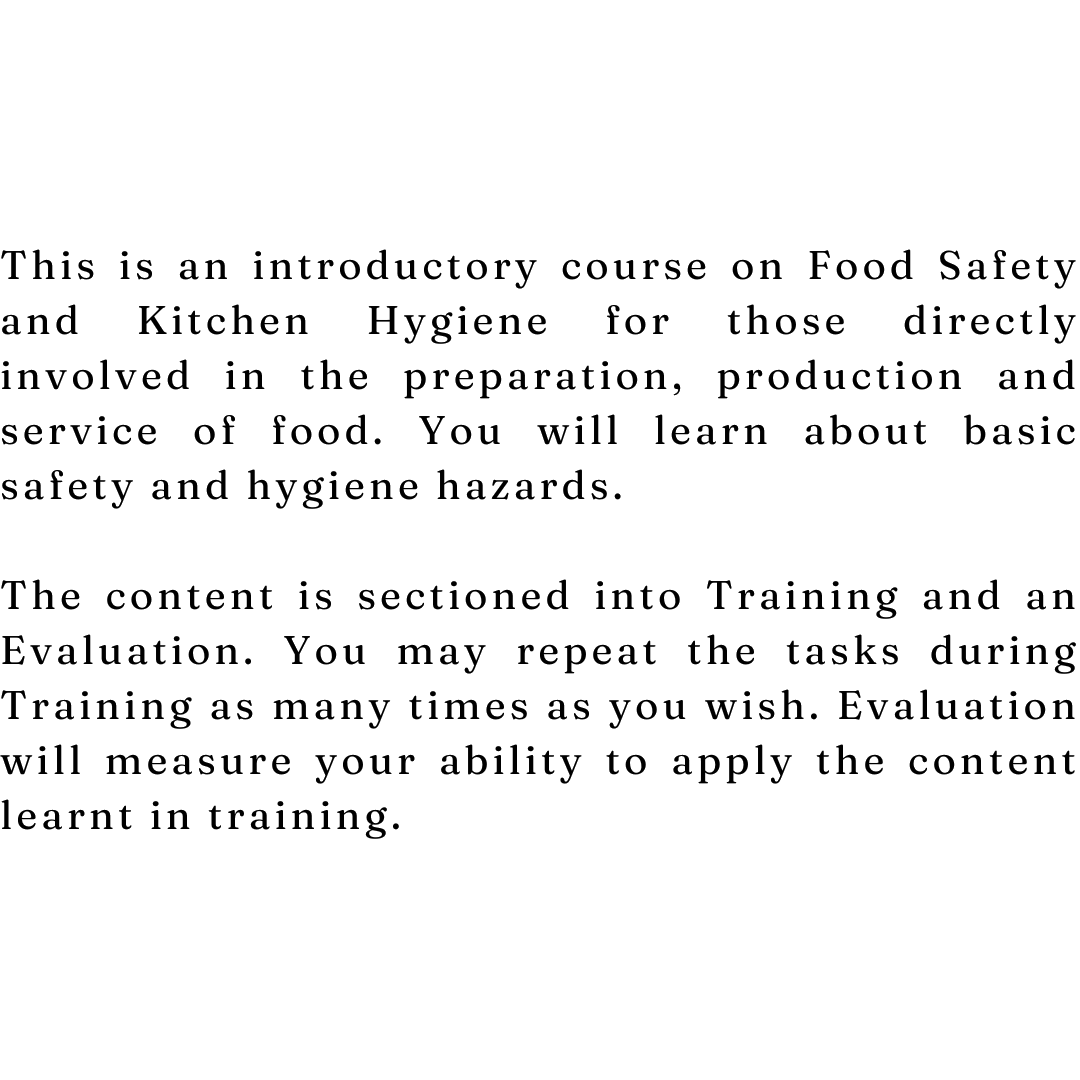 This is an introductory course on Food Safety
and Kitchen Hygiene for those directly
involved in the preparation, production and
service of food. You will learn about basic
safety and hygiene hazards.
The content is sectioned into Training and an
Evaluation. You may repeat the tasks during
Training as many times as you wish. Evaluation
will measure your ability to apply the content
learnt in training.